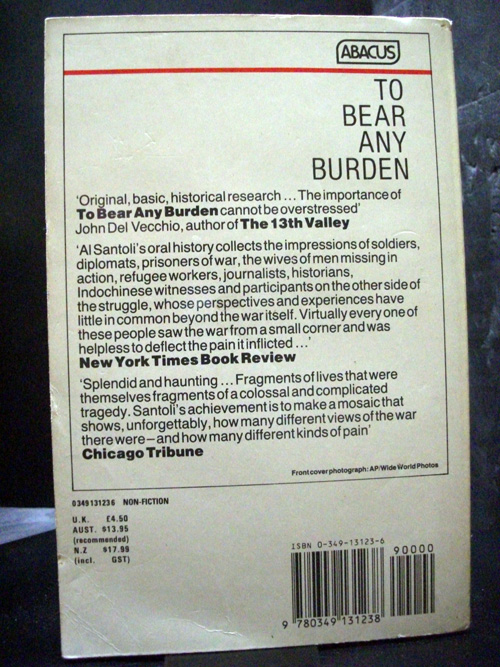 ABACUS
TO
BEAR
ANY
BURDEN
'Original, basic, historical research ... The importance of
To Bear Any Burden cannot be overstressed'
John Del Vecchio, author of The 13th Valley
'Al Santoli's oral history collects the impressions of soldiers,
diplomats, prisoners of war, the wives of men missing in
action, refugee workers, journalists, historians,
Indochinese witnesses and participants on the other side of
the struggle, whose perspectives and experiences have
little in common beyond the war itself. Virtually every one of
these people saw the war from a small corner and was
helpless to deflect the pain it inflicted ...'
New York Times Book Review
'Splendid and haunting ... Fragments of lives that were
themselves fragments of a colossal and complicated
tragedy. Santoli's achievement is to make a mosaic that
shows, unforgettably, how many different views of the war
there were – and how many different kinds of pain'
Chicago Tribune
Front cover photograph: AP/Wide World Photos
0349131236 NON-FICTION
U.K. £4.50
AUST. $13.95
(recommended)
N.Z $17.99
(incl. GST)
ISBN 0-349-13123-6
90000
9 780349 131238